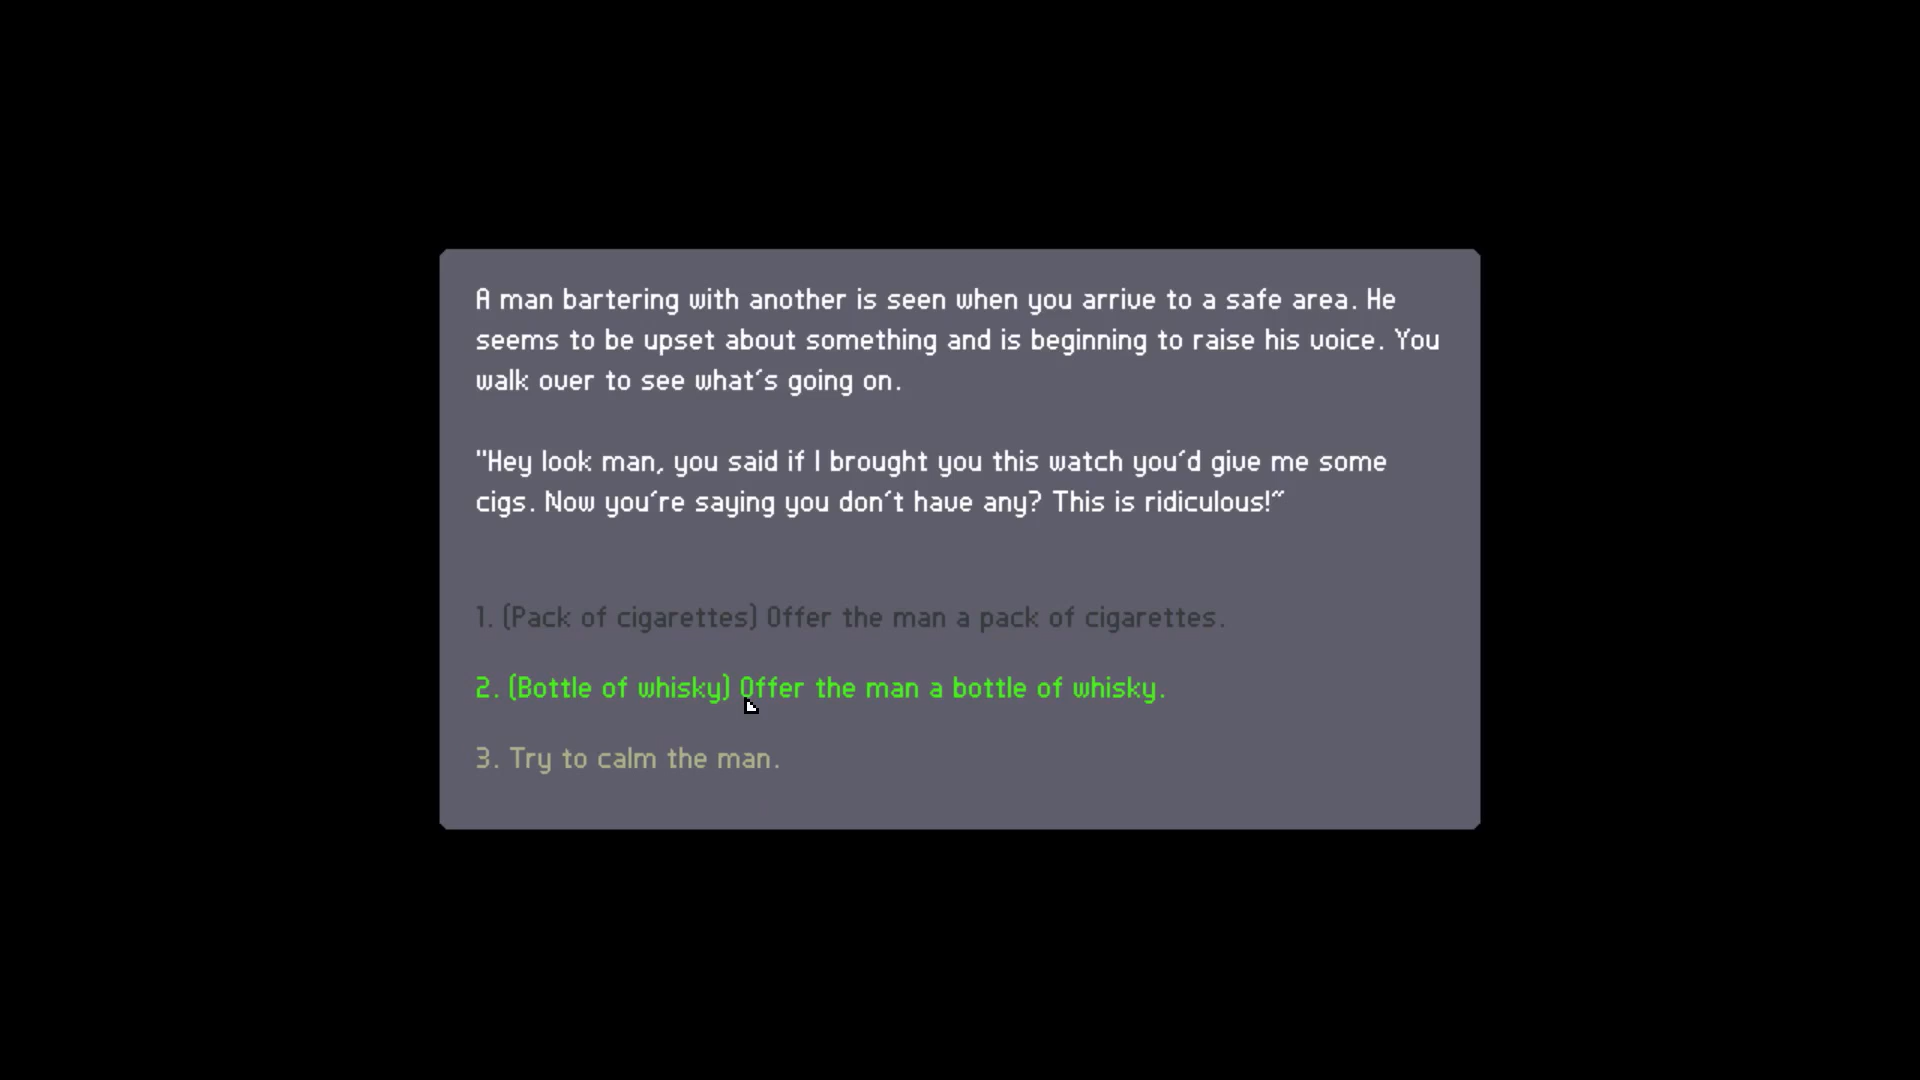 A man bartering with another is seen when you arrive to a safe area. He
seems to be upset about something and is beginning to raise his voice. You
walk over to see what´s going on.
"Hey look man, you said if I brought you this watch you´d give me some
cigs. Now you´re saying you don´t have any? This is ridiculous!˝
1. (Pack of cigarettes) Offer the man a pack of cigarettes.
2. (Bottle of whisky) Offer the man a bottle of whisky.
3. Try to calm the man.